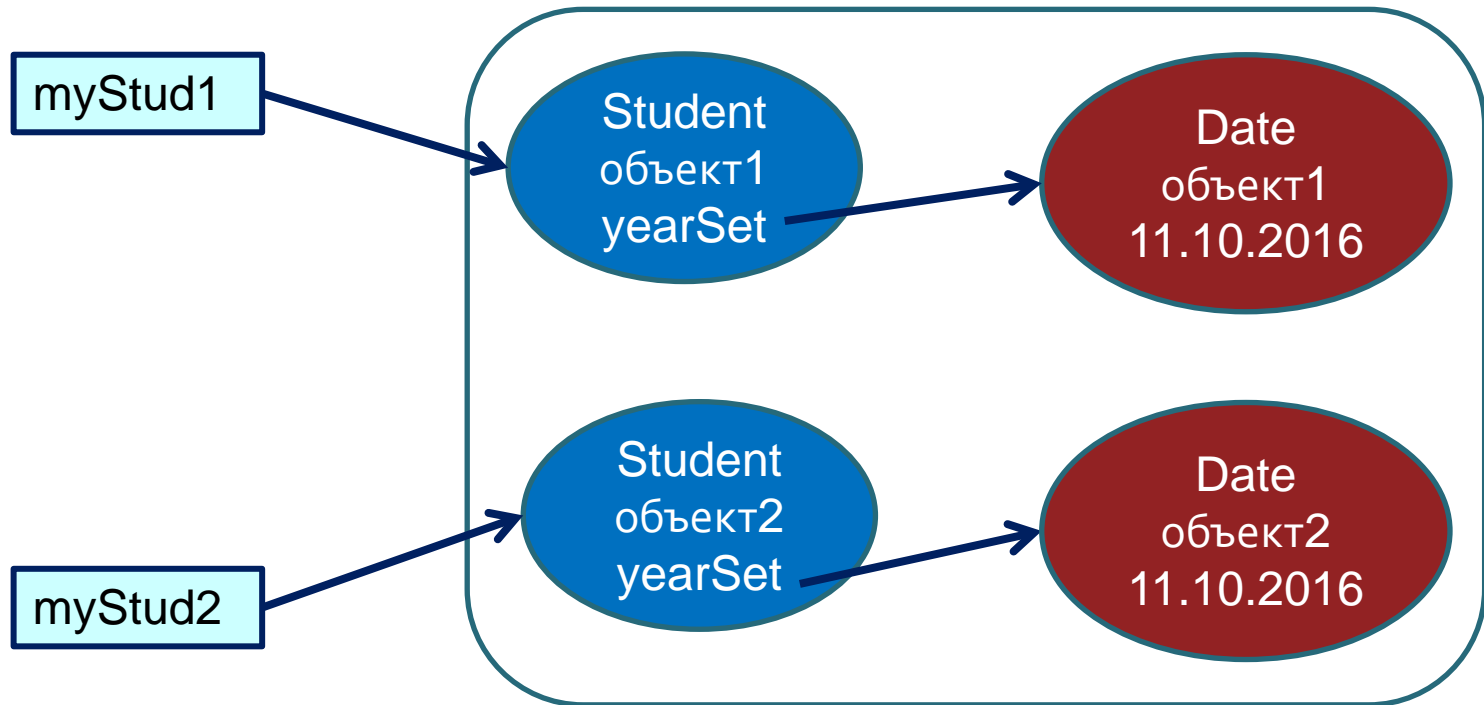 myStud1
Student
объект1
yearSet
Date
объект1
11.10.2016
myStud2
Student
объект2
yearSet
Date
объект2
11.10.2016